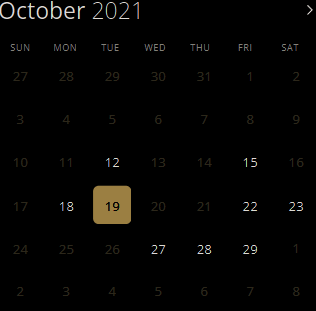 October 2021
SUN MON TUE WED THU FRI SAT
27 28 29 30 31 1 2
3 4 5 6 7 8 9
10 11 12 13 14 15 16
17 18 19 20 21 22 23
24 25 26 27 28 29 1
2 3 4 5 6 7 8